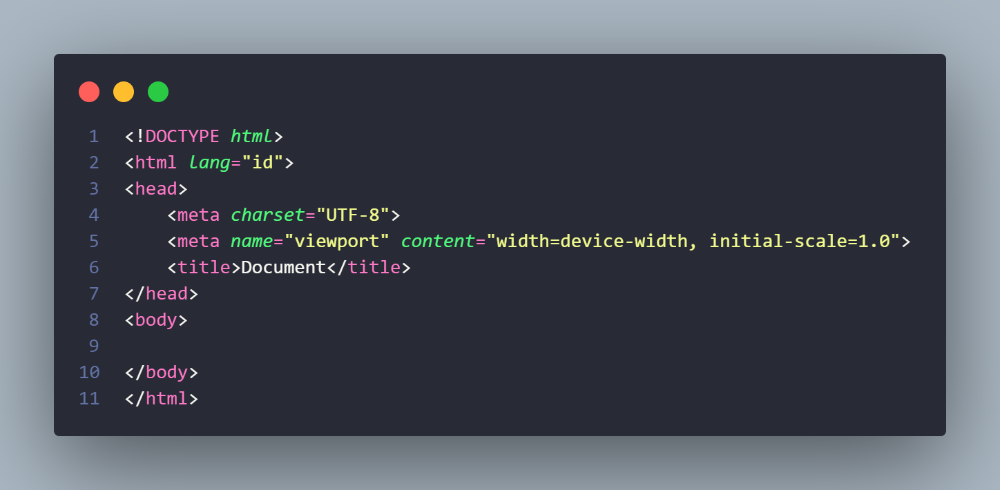 1 <!DOCTYPE html>
2 <html lang="id">
3 <head>
4     <meta charset="UTF-8">
5     <meta name="viewport" content="width=device-width, initial-scale=1.0">
6     <title>Document</title>
7 </head>
8 <body>
9
10 </body>
11 </html>